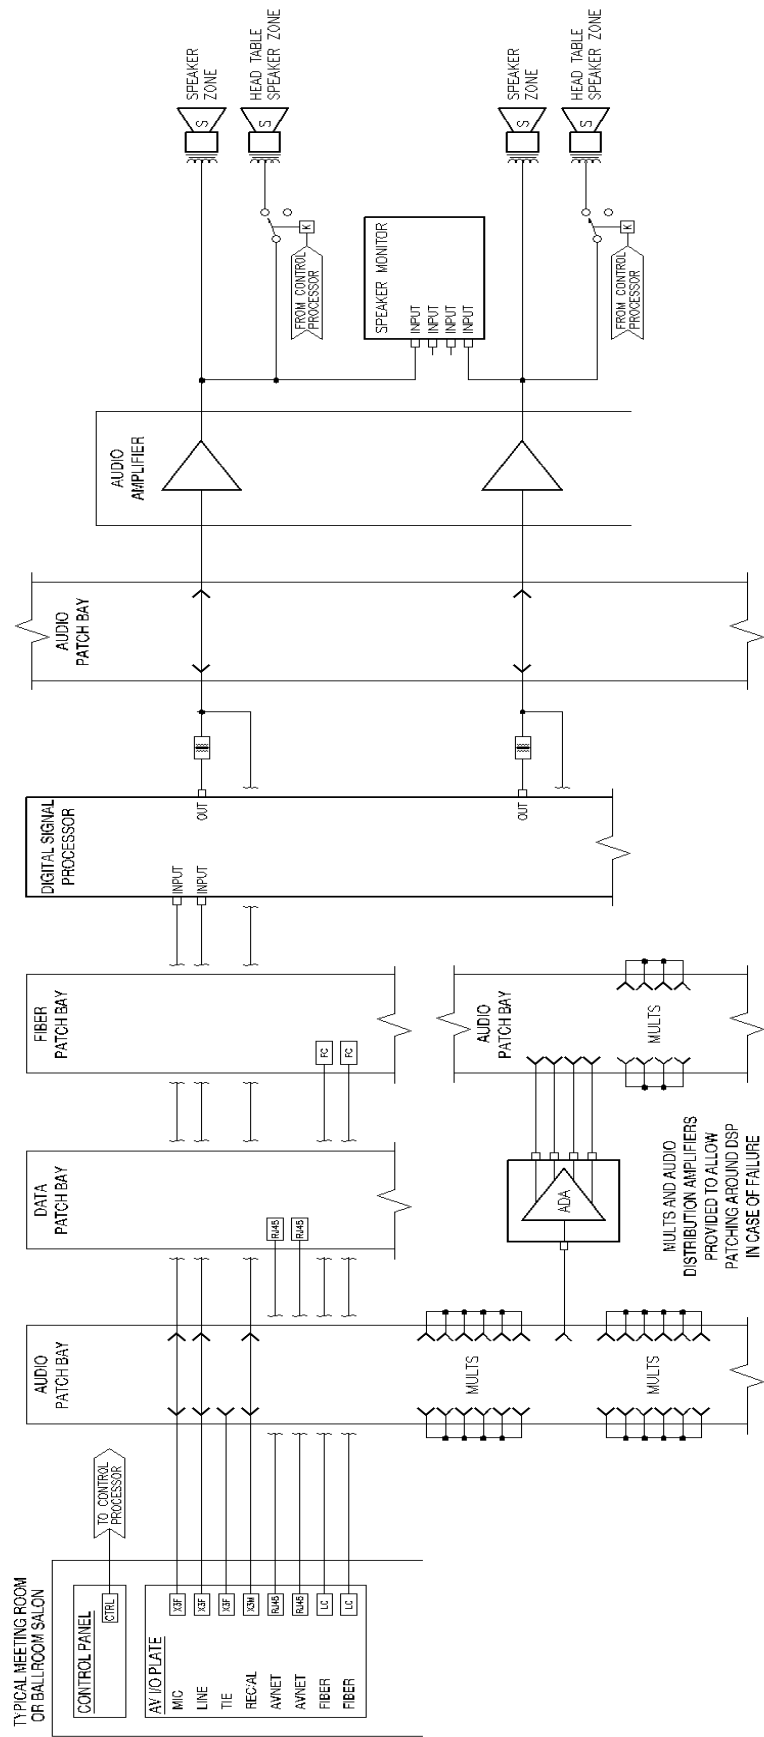 TYPICAL MEETING ROOM
OR BALLROOM SALON
CONTROL PANEL
CTRL
TO CONTROL
PROCESSOR
AV I/O PLATE
MIC
X3F
LINE
X3F
TIE
X3F
REC/AL
X3M
AVNET
RJ45
AVNET
RJ45
FIBER
LC
FIBER
LC
AUDIO
PATCH BAY
MULTS
MULTS
DATA
PATCH BAY
RJ45
RJ45
ADA
MULTS AND AUDIO
DISTRIBUTION AMPLIFIERS
PROVIDED TO ALLOW
PATCHING AROUND DSP
IN CASE OF FAILURE
FIBER
PATCH BAY
FC
FC
AUDIO
PATCH BAY
MULTS
DIGITAL SIGNAL
PROCESSOR
INPUT
INPUT
OUT
OUT
AUDIO
PATCH BAY
AUDIO
AMPLIFIER
SPEAKER MONITOR
INPUT
INPUT
INPUT
INPUT
FROM CONTROL
PROCESSOR
K
FROM CONTROL
PROCESSOR
K
S
SPEAKER
ZONE
S
HEAD TABLE
SPEAKER ZONE
S
SPEAKER
ZONE
S
HEAD TABLE
SPEAKER ZONE